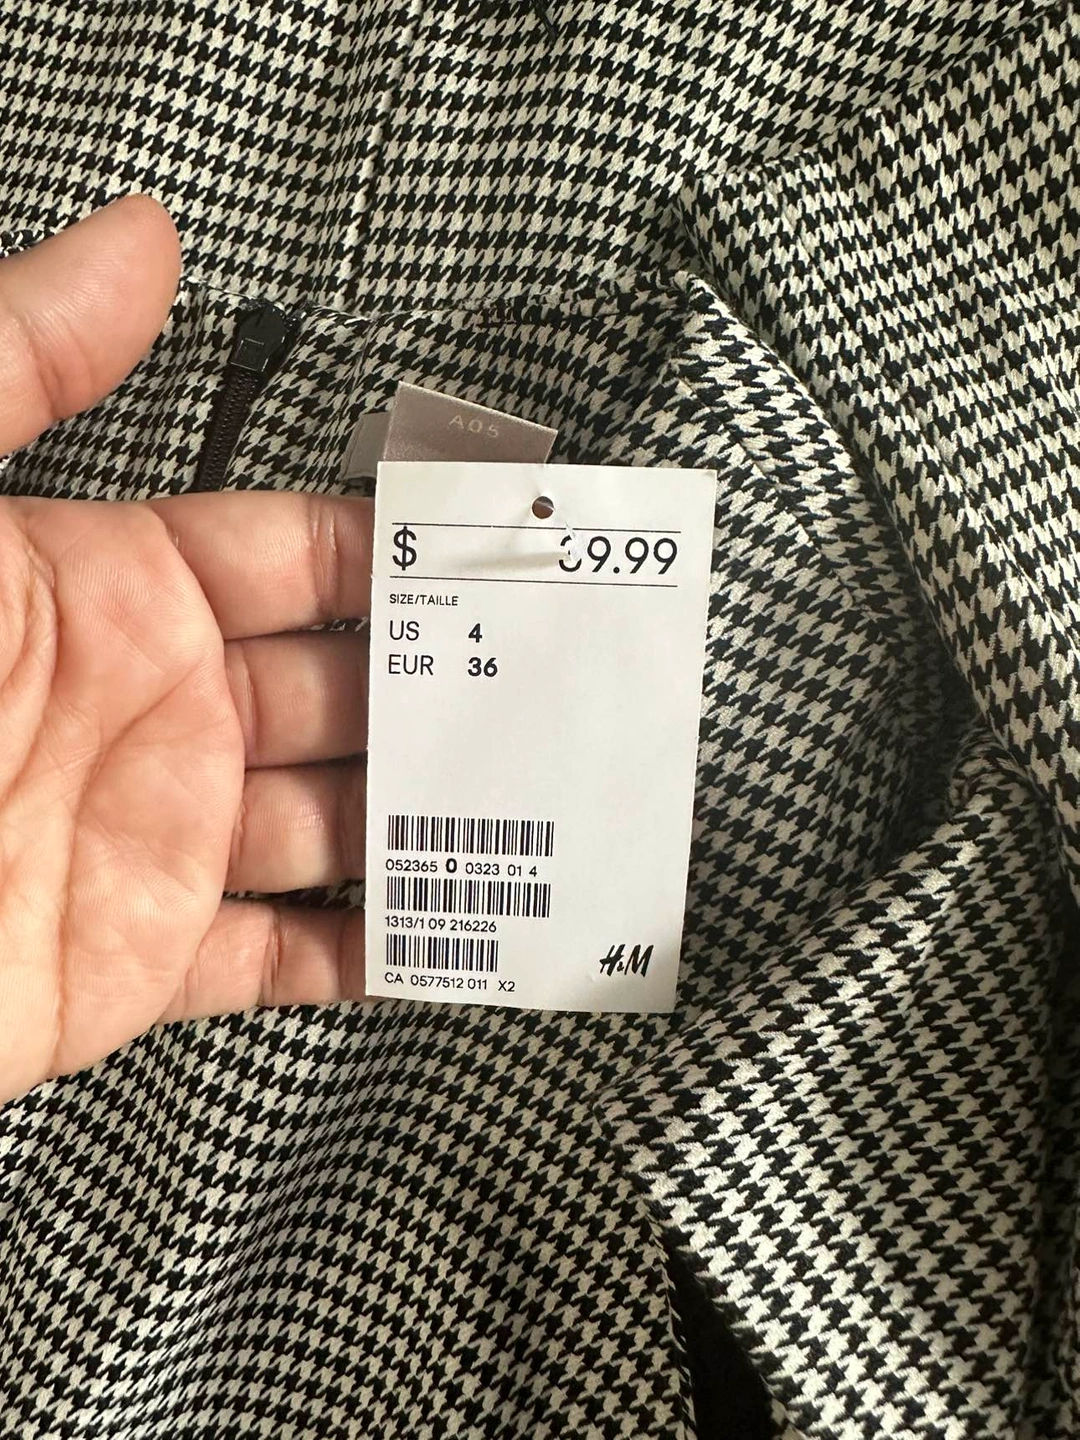 A05
$ 39.99
SIZE/TAILLE
US 4
EUR 36
052365 0 0323 01 4
1313/1 09 216226
CA 0577512 011 X2
H&M